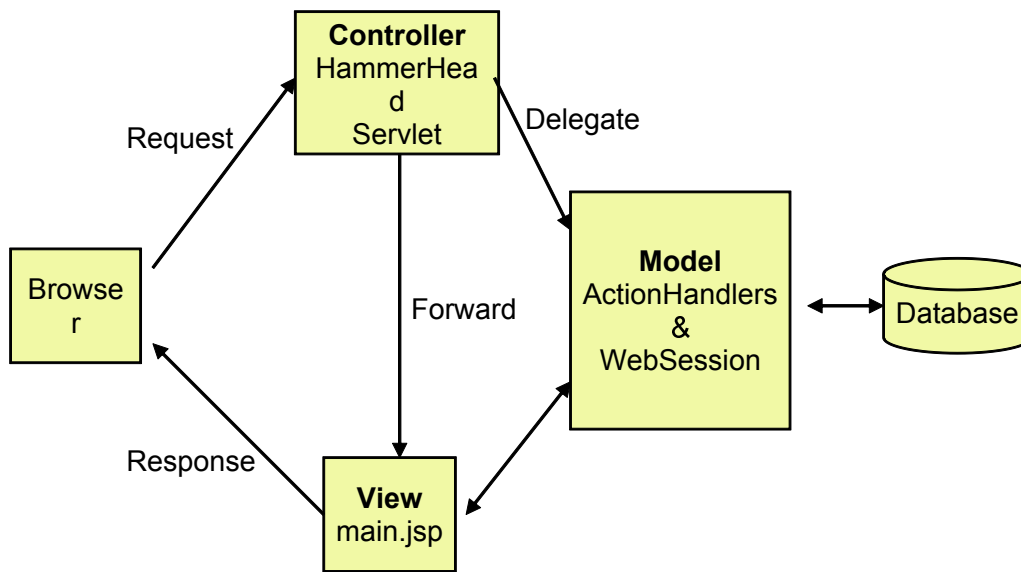 Controller
HammerHea
d
Servlet
Request
Delegate
Model
ActionHandlers
&
WebSession
Browse
r
Database
Forward
Response
View
main.jsp